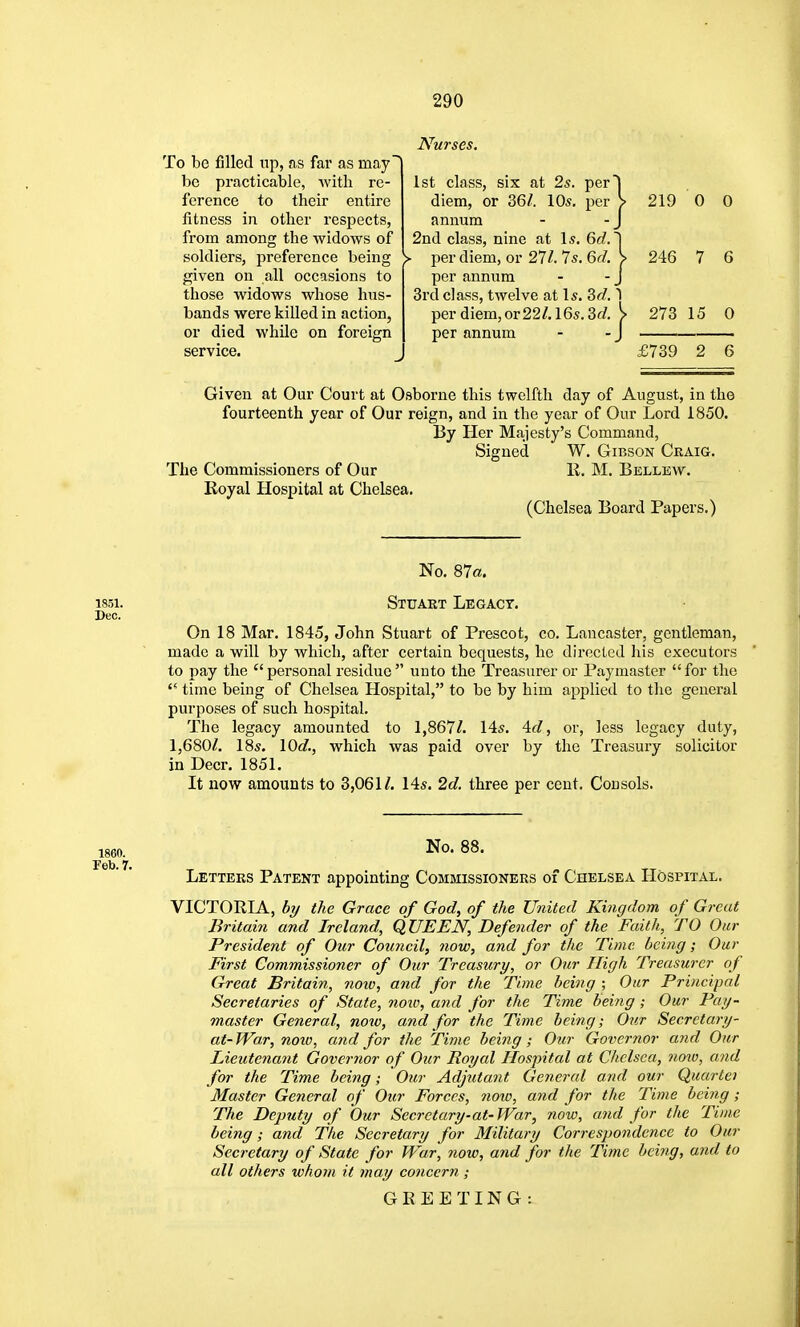 290
Nurses.
To be filled up, as far as may
be practicable, with re-
ference to their entire
fitness in other respects,
from among the widows of
soldiers, preference being
given on all occasions to
those widows whose hus-
bands were killed in action,
or died while on foreign
service.
1st class, six at 2s. per
diem, or 36l. 10s. per
annum - - 219 0 0
2nd class, nine at 1s. 6d.
per diem, or 27l. 7s. 6d.
per annum - - 246 7 6
3rd class, twelve at 1s. 3d.
per diem, or 22l. 16s. 3d.
per annum - - 273 15 0
£739 2 6
Given at Our Court at Osborne this twelfth day of August, in the
fourteenth year of Our reign, and in the year of Our Lord 1850.
By Her Majesty's Command,
Signed W. Gibson Craig.
The Commissioners of Our R. M. Bellew.
Royal Hospital at Chelsea.
(Chelsea Board Papers.)
No. 87a.
1851.
Dec.
Stuart Legacy.
On 18 Mar. 1845, John Stuart of Prescot, co. Lancaster, gentleman,
made a will by which, after certain bequests, he directed his executors
to pay the "personal residue" unto the Treasurer or Paymaster "for the
"time being of Chelsea Hospital," to be by him applied to the general
purposes of such hospital.
The legacy amounted to 1,867l. 14s. 4d, or, less legacy duty,
1,680l. 18s. 10d., which was paid over by the Treasury solicitor
in Decr. 1851.
It now amounts to 3,061l. 14s. 2d. three per cent. Consols.
1860.
Feb. 7.
No. 88.
Letters Patent appointing Commissioners of Chelsea Hospital.
VICTORIA, by the Grace of God, of the United Kingdom of Great
Britain and Ireland, QUEEN, Defender of the Faith, TO Our
President of Our Council, now, and for the Time being; Our
First Commissioner of Our Treasury, or Our High Treasurer of
Great Britain, now, and for the Time being; Our Principal
Secretaries of State, now, and for the Time being; Our Pay-
master General, now, and for the Time being; Our Secretary-
at-War, now, and for the Time being; Our Governor and Our
Lieutenant Governor of Our Royal Hospital at Chelsea, now, and
for the Time being; Our Adjutant General and our Quarter
Master General of Our Forces, now, and for the Time being;
The Deputy of Our Secretary-at-War, now, and for the Time
being; and The Secretary for Military Correspondence to Our
Secretary of State for War, now, and for the Time being, and to
all others whom it may concern;
GREETING: